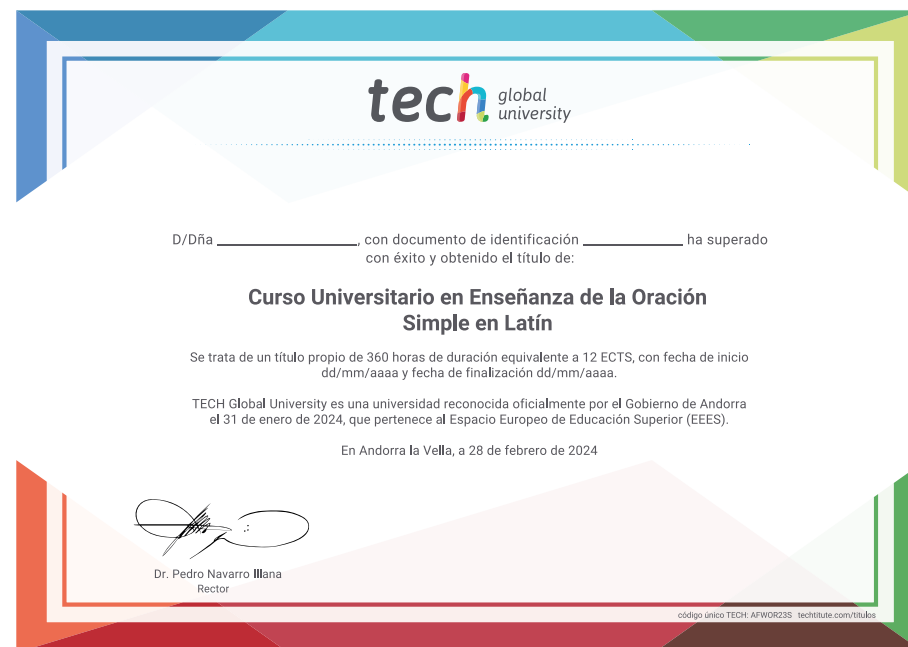 tech global university
D/Dña ____________, con documento de identificación ____________ ha superado
con éxito y obtenido el título de:
Curso Universitario en Enseñanza de la Oración
Simple en Latín
Se trata de un título propio de 360 horas de duración equivalente a 12 ECTS, con fecha de inicio
dd/mm/aaaa y fecha de finalización dd/mm/aaaa.
TECH Global University es una universidad reconocida oficialmente por el Gobierno de Andorra
el 31 de enero de 2024, que pertenece al Espacio Europeo de Educación Superior (EEES).
En Andorra la Vella, a 28 de febrero de 2024
Dr. Pedro Navarro Illana
Rector
código único TECH: AFWOR23S techtitute.com/titulos